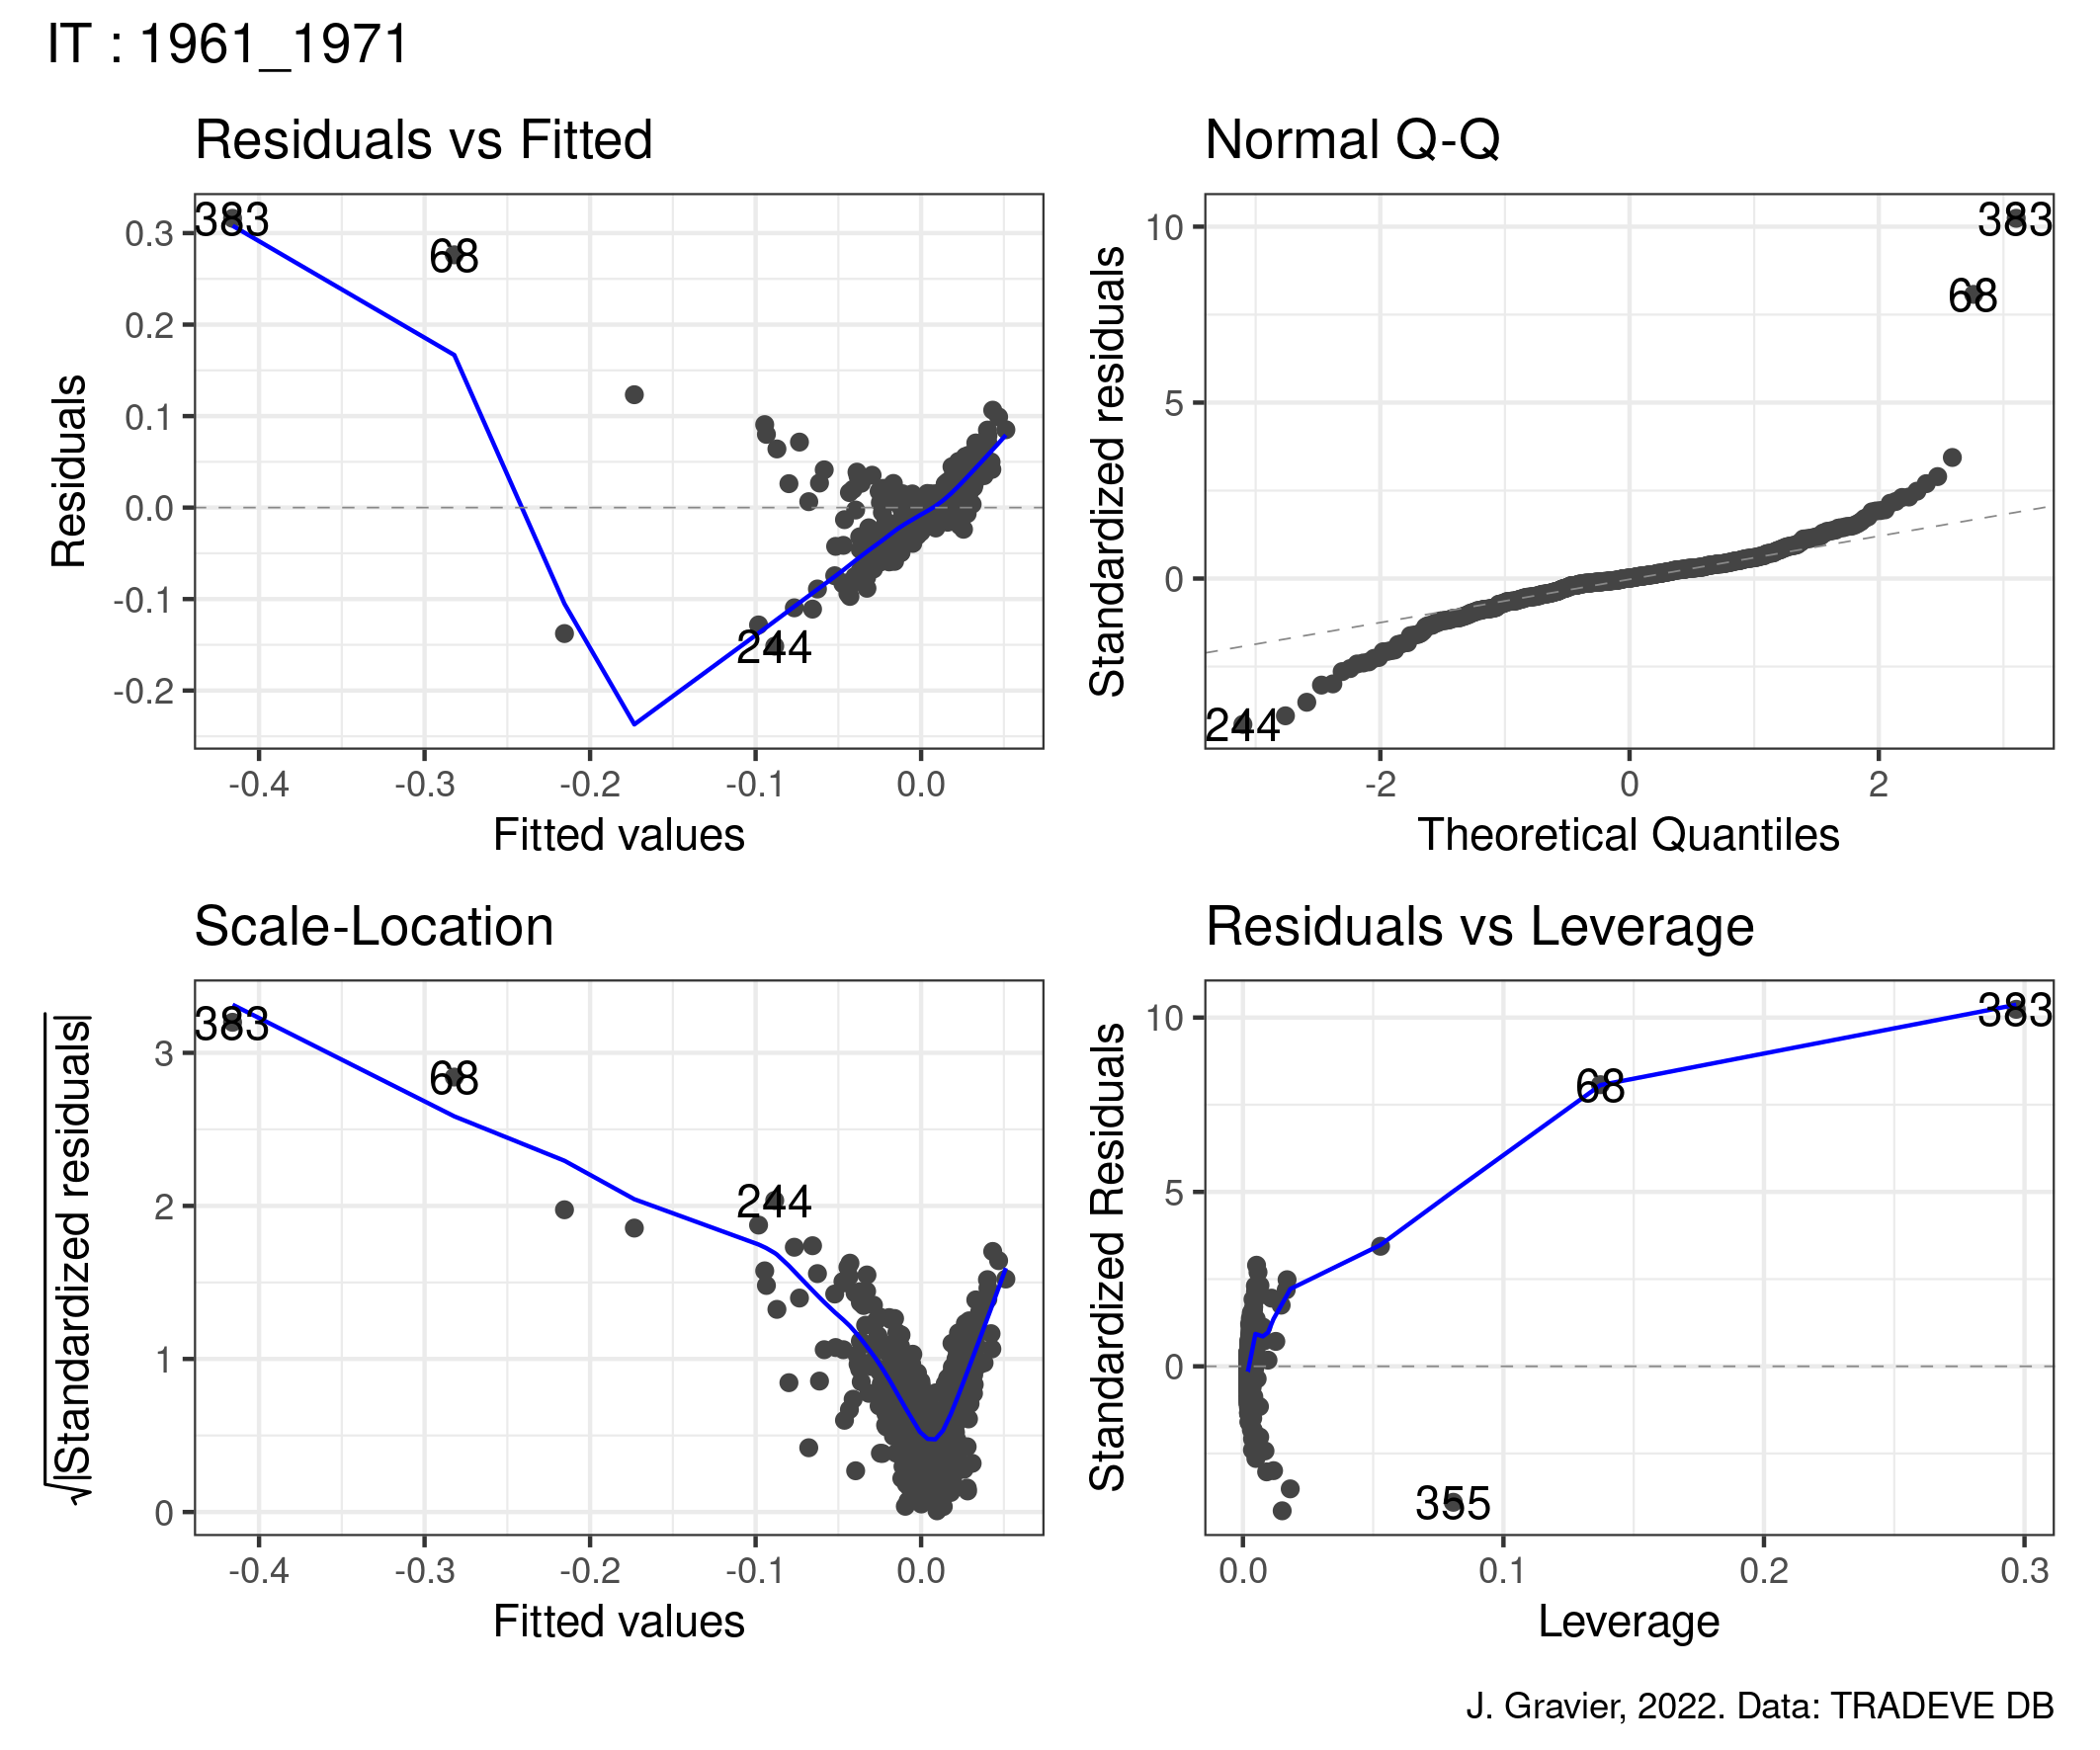 IT : 1961_1971
Residuals vs Fitted
Residuals
0.3
0.2
0.1
0.0
-0.1
-0.2
383
68
244
-0.4 -0.3 -0.2 -0.1 0.0
Fitted values
Normal Q-Q
Standardized residuals
10
5
0
383
68
244
-2 0 2
Theoretical Quantiles
Scale-Location
√|Standardized residuals|
3
2
1
0
383
68
244
-0.4 -0.3 -0.2 -0.1 0.0
Fitted values
Residuals vs Leverage
Standardized Residuals
10
5
0
383
68
355
0.0 0.1 0.2 0.3
Leverage
J. Gravier, 2022. Data: TRADEVE DB